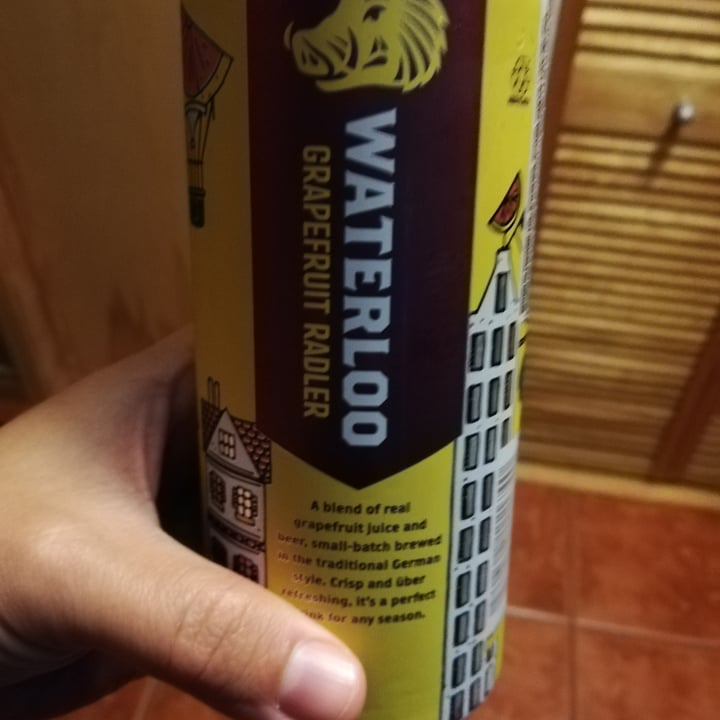 WATERLOO
GRAPEFRUIT RADLER
A blend of real
grapefruit juice and
beer, small-batch brewed
in the traditional German
style. Crisp and über
refreshing, it's a perfect
for any season.